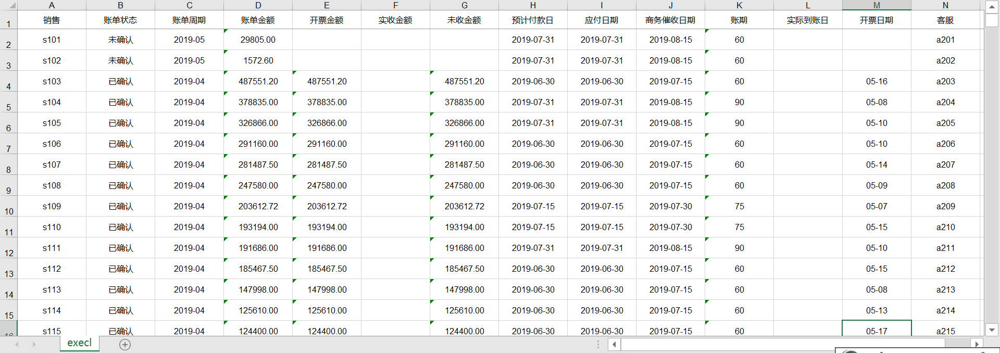 A B C D E F G H I J K L M N
1 销售 账单状态 账单周期 账单金额 开票金额 实收金额 未收金额 预计付款日 应付日期 商务催收日期 账期 实际到账日 开票日期 客服
2 s101 未确认 2019-05 29805.00 2019-07-31 2019-07-31 2019-08-15 60 a201
3 s102 未确认 2019-05 1572.60 2019-07-31 2019-07-31 2019-08-15 60 a202
4 s103 已确认 2019-04 487551.20 487551.20 487551.20 2019-06-30 2019-06-30 2019-07-15 60 05-16 a203
5 s104 已确认 2019-04 378835.00 378835.00 378835.00 2019-07-31 2019-07-31 2019-08-15 90 05-08 a204
6 s105 已确认 2019-04 326866.00 326866.00 326866.00 2019-07-31 2019-07-31 2019-08-15 90 05-10 a205
7 s106 已确认 2019-04 291160.00 291160.00 291160.00 2019-06-30 2019-06-30 2019-07-15 60 05-10 a206
8 s107 已确认 2019-04 281487.50 281487.50 281487.50 2019-06-30 2019-06-30 2019-07-15 60 05-14 a207
9 s108 已确认 2019-04 247580.00 247580.00 247580.00 2019-06-30 2019-06-30 2019-07-15 60 05-09 a208
10 s109 已确认 2019-04 203612.72 203612.72 203612.72 2019-07-15 2019-07-15 2019-07-30 75 05-07 a209
11 s110 已确认 2019-04 193194.00 193194.00 193194.00 2019-07-15 2019-07-15 2019-07-30 75 05-15 a210
12 s111 已确认 2019-04 191686.00 191686.00 191686.00 2019-07-31 2019-07-31 2019-08-15 90 05-10 a211
13 s112 已确认 2019-04 185467.50 185467.50 185467.50 2019-06-30 2019-06-30 2019-07-15 60 05-15 a212
14 s113 已确认 2019-04 147998.00 147998.00 147998.00 2019-06-30 2019-06-30 2019-07-15 60 05-08 a213
15 s114 已确认 2019-04 125610.00 125610.00 125610.00 2019-06-30 2019-06-30 2019-07-15 60 05-13 a214
16 s115 已确认 2019-04 124400.00 124400.00 124400.00 2019-06-30 2019-06-30 2019-07-15 60 05-17 a215
execl